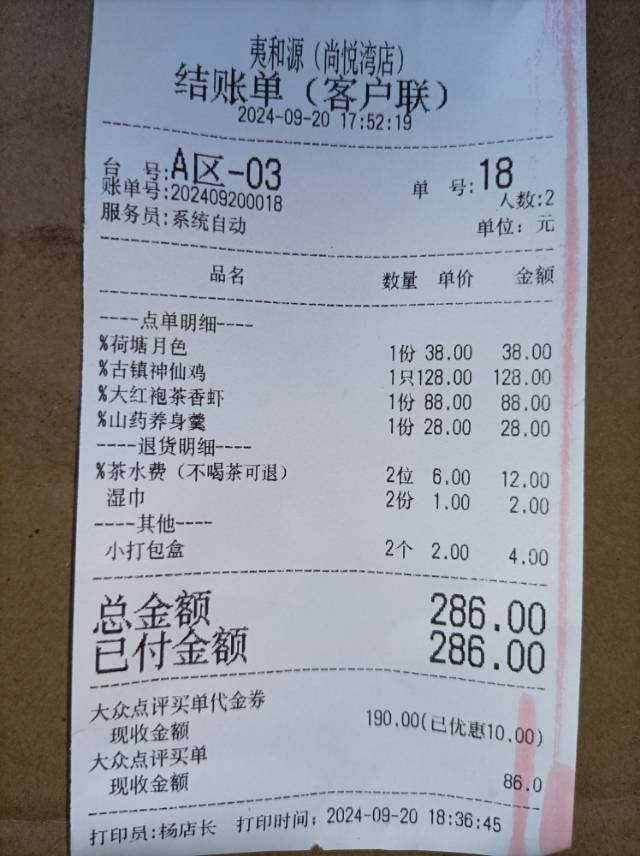 夷和源（尚悦湾店）
结账单（客户联）
2024-09-20 17:52:19
台 号:A区-03 单 号:18
账单号:202409200018 人数:2
服务员:系统自动 单位: 元
品名 数量 单价 金额
----点单明细----
%荷塘月色 1份 38.00 38.00
%古镇神仙鸡 1只128.00 128.00
%大红袍茶香虾 1份 88.00 88.00
%山药养身羹 1份 28.00 28.00
----退货明细----
%茶水费（不喝茶可退） 2位 6.00 12.00
湿巾 2份 1.00 2.00
----其他----
小打包盒 2个 2.00 4.00
总金额 286.00
已付金额 286.00
大众点评买单代金券
现收金额 190.00(已优惠10.00)
大众点评买单
现收金额 86.0
打印员:杨店长 打印时间: 2024-09-20 18:36:45